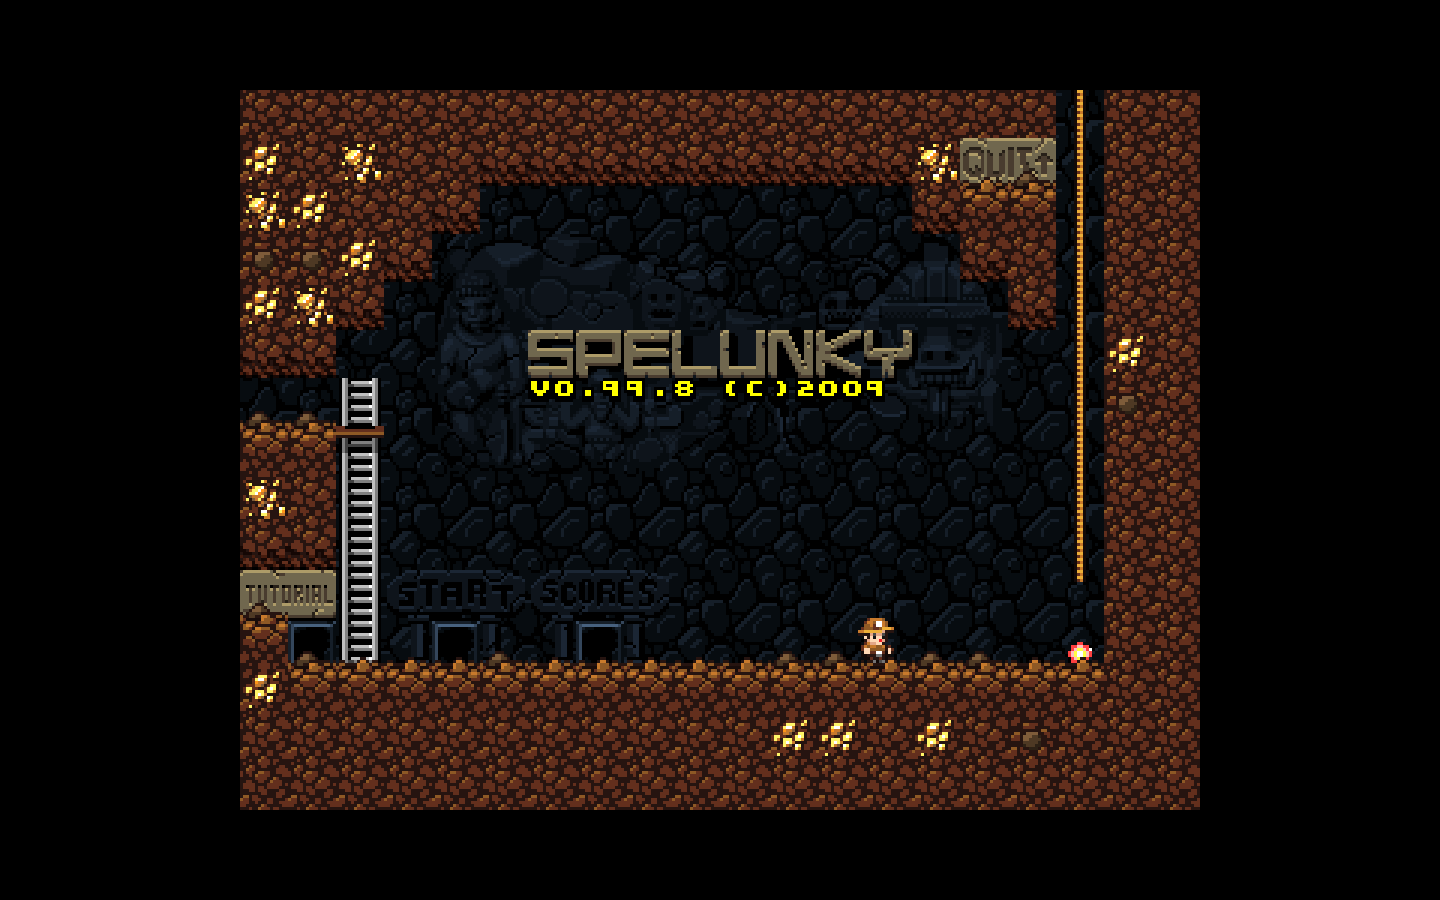 QUIT↑
SPELUNKY
V0.99.8 (C)2009
TUTORIAL
START
SCORES